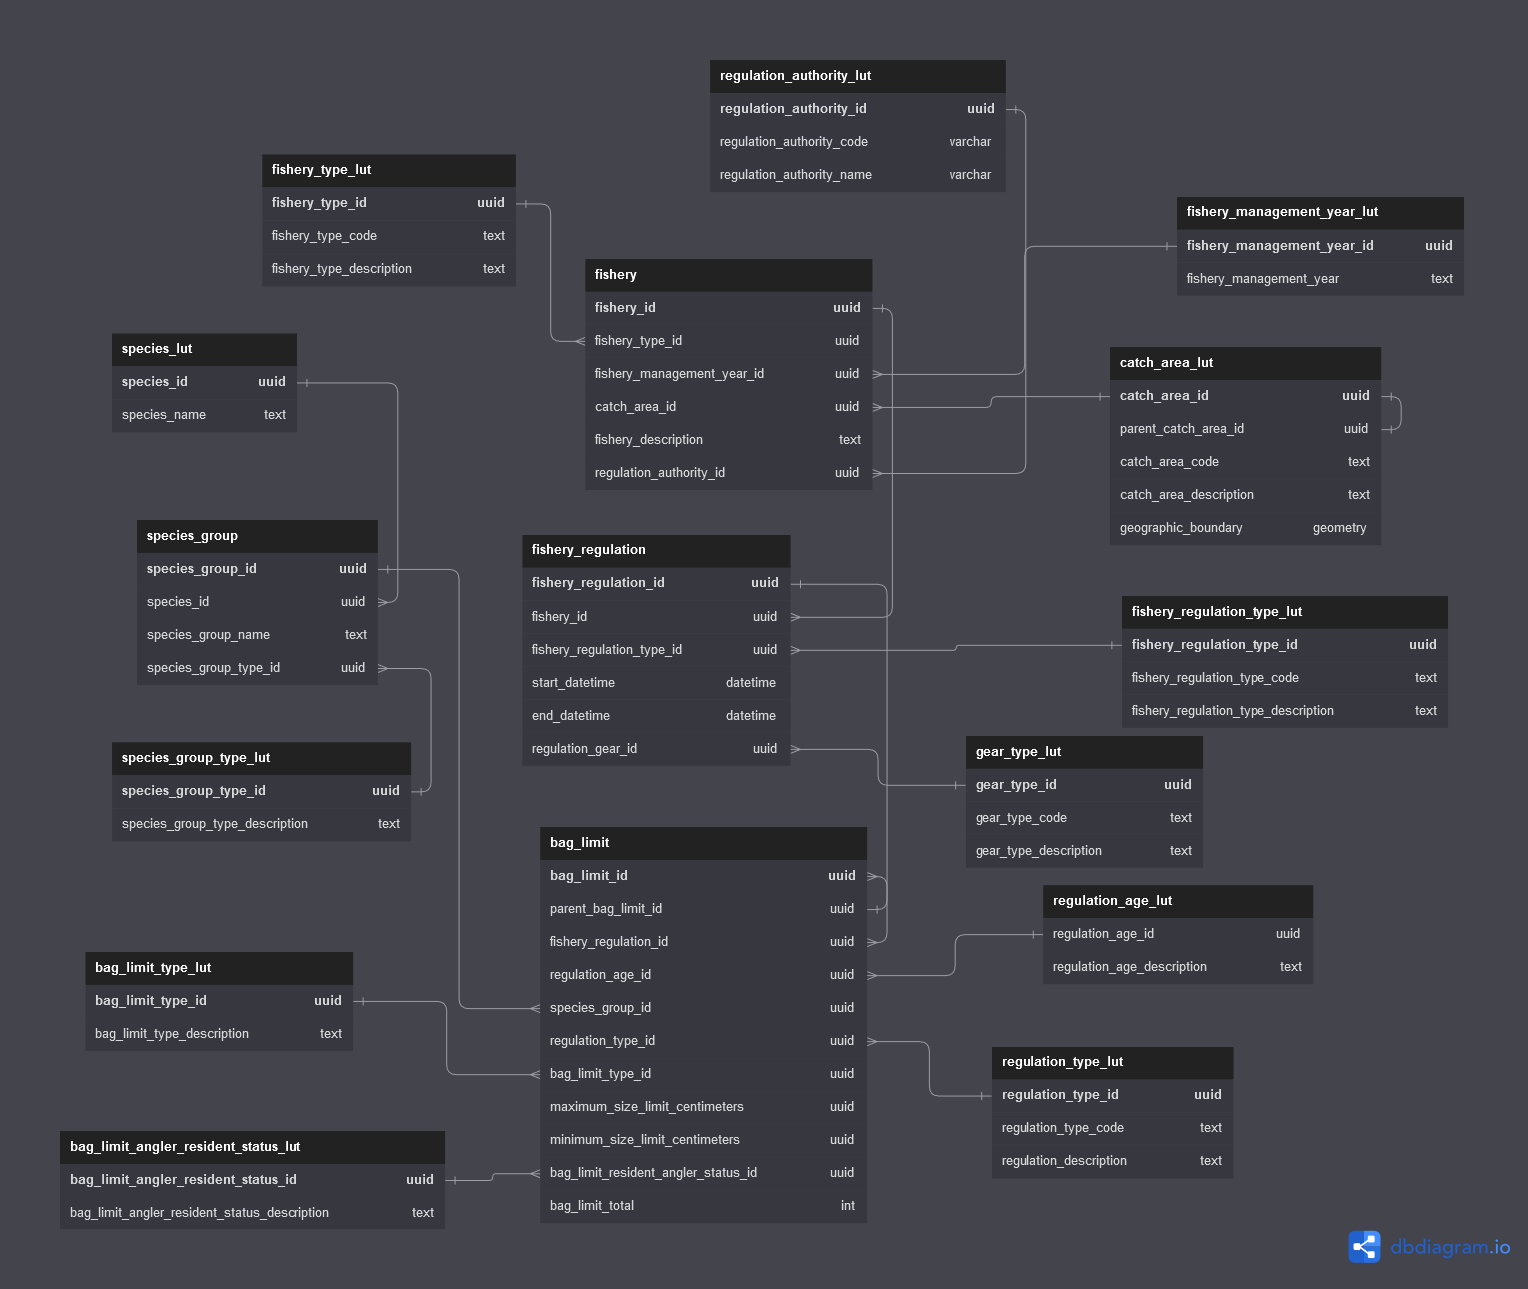 regulation_authority_lut
regulation_authority_id uuid
regulation_authority_code varchar
regulation_authority_name varchar
fishery_type_lut
fishery_type_id uuid
fishery_type_code text
fishery_type_description text
fishery_management_year_lut
fishery_management_year_id uuid
fishery_management_year text
fishery
fishery_id uuid
fishery_type_id uuid
fishery_management_year_id uuid
catch_area_id uuid
fishery_description text
regulation_authority_id uuid
species_lut
species_id uuid
species_name text
catch_area_lut
catch_area_id uuid
parent_catch_area_id uuid
catch_area_code text
catch_area_description text
geographic_boundary geometry
species_group
species_group_id uuid
species_id uuid
species_group_name text
species_group_type_id uuid
fishery_regulation
fishery_regulation_id uuid
fishery_id uuid
fishery_regulation_type_id uuid
start_datetime datetime
end_datetime datetime
regulation_gear_id uuid
fishery_regulation_type_lut
fishery_regulation_type_id uuid
fishery_regulation_type_code text
fishery_regulation_type_description text
species_group_type_lut
species_group_type_id uuid
species_group_type_description text
gear_type_lut
gear_type_id uuid
gear_type_code text
gear_type_description text
bag_limit
bag_limit_id uuid
parent_bag_limit_id uuid
fishery_regulation_id uuid
regulation_age_id uuid
species_group_id uuid
regulation_type_id uuid
bag_limit_type_id uuid
maximum_size_limit_centimeters uuid
minimum_size_limit_centimeters uuid
bag_limit_resident_angler_status_id uuid
bag_limit_total int
regulation_age_lut
regulation_age_id uuid
regulation_age_description text
bag_limit_type_lut
bag_limit_type_id uuid
bag_limit_type_description text
regulation_type_lut
regulation_type_id uuid
regulation_type_code text
regulation_description text
bag_limit_angler_resident_status_lut
bag_limit_angler_resident_status_id uuid
bag_limit_angler_resident_status_description text
dbdiagram.io